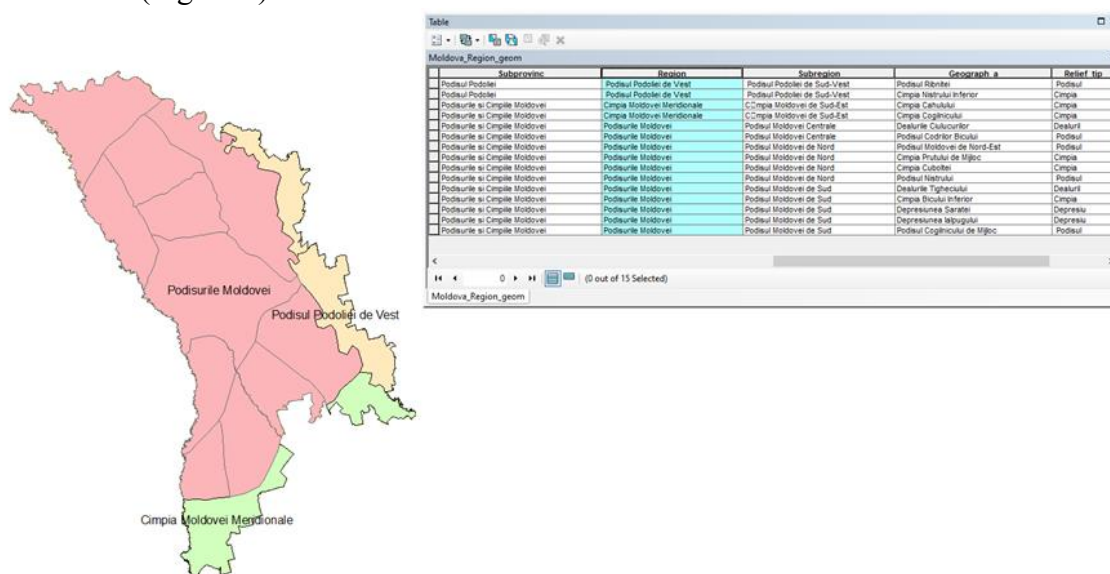 Table
Moldova_Region_geom
Subprovinc Region Subregion Geograph_a Relief_tip
Podisul Podoliei Podisul Podoliei de Vest Podisul Podoliei de Sud-Vest Podisul Ribnitei Podisul
Podisul Podoliei Podisul Podoliei de Vest Podisul Podoliei de Sud-Vest Cimpia Nistrului Inferior Cimpia
Podisurile si Cimpiile Moldovei Cimpia Moldovei Meridionale CCmpia Moldovei de Sud-Est Cimpia Cahulului Cimpia
Podisurile si Cimpiile Moldovei Cimpia Moldovei Meridionale CCmpia Moldovei de Sud-Est Cimpia Cogilnicului Cimpia
Podisurile si Cimpiile Moldovei Podisurile Moldovei Podisul Moldovei Centrale Dealurile Ciulucurilor Dealuril
Podisurile si Cimpiile Moldovei Podisurile Moldovei Podisul Moldovei Centrale Podisul Codrilor Bicului Podisul
Podisurile si Cimpiile Moldovei Podisurile Moldovei Podisul Moldovei de Nord Podisul Moldovei de Nord-Est Podisul
Podisurile si Cimpiile Moldovei Podisurile Moldovei Podisul Moldovei de Nord Cimpia Prutului de Mijloc Cimpia
Podisurile si Cimpiile Moldovei Podisurile Moldovei Podisul Moldovei de Nord Cimpia Cuboltei Cimpia
Podisurile si Cimpiile Moldovei Podisurile Moldovei Podisul Moldovei de Nord Podisul Nistrului Podisul
Podisurile si Cimpiile Moldovei Podisurile Moldovei Podisul Moldovei de Sud Dealurile Tigheciului Dealuril
Podisurile si Cimpiile Moldovei Podisurile Moldovei Podisul Moldovei de Sud Cimpia Bicului Inferior Cimpia
Podisurile si Cimpiile Moldovei Podisurile Moldovei Podisul Moldovei de Sud Depresiunea Saratei Depresiu
Podisurile si Cimpiile Moldovei Podisurile Moldovei Podisul Moldovei de Sud Depresiunea Ialpugului Depresiu
Podisurile si Cimpiile Moldovei Podisurile Moldovei Podisul Moldovei de Sud Podisul Cogilnicului de Mijloc Podisul
0 (0 out of 15 Selected)
Moldova_Region_geom
Podisurile Moldovei
Podisul Podoliei de Vest
Cimpia Moldovei Meridionale